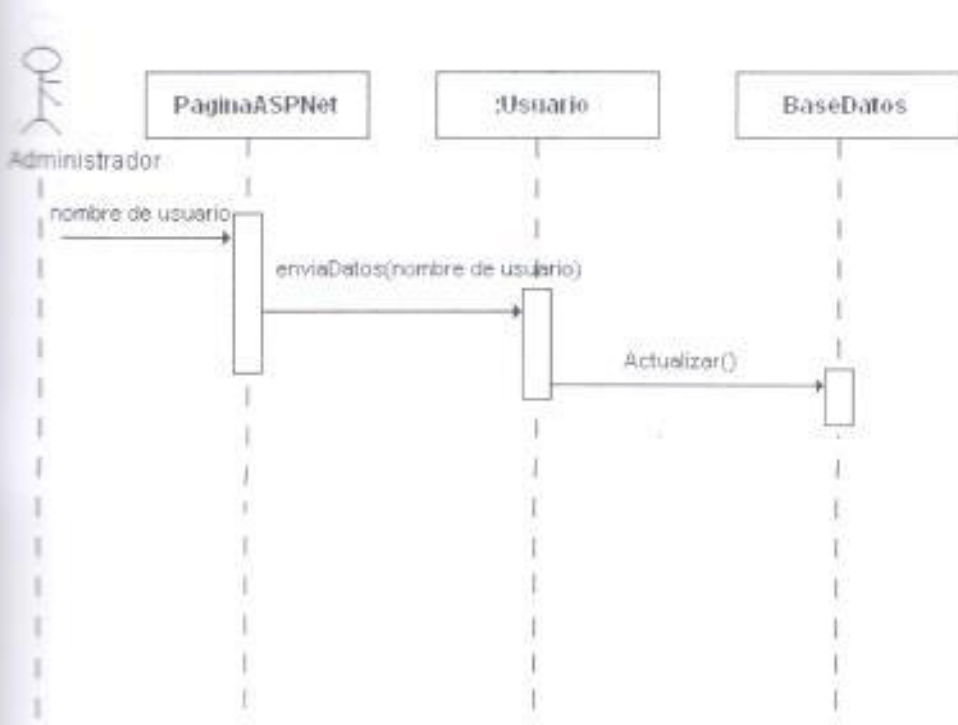 PaginaASPNet
:Usuario
BaseDatos
Administrador
nombre de usuario
enviaDatos(nombre de usuario)
Actualizar()